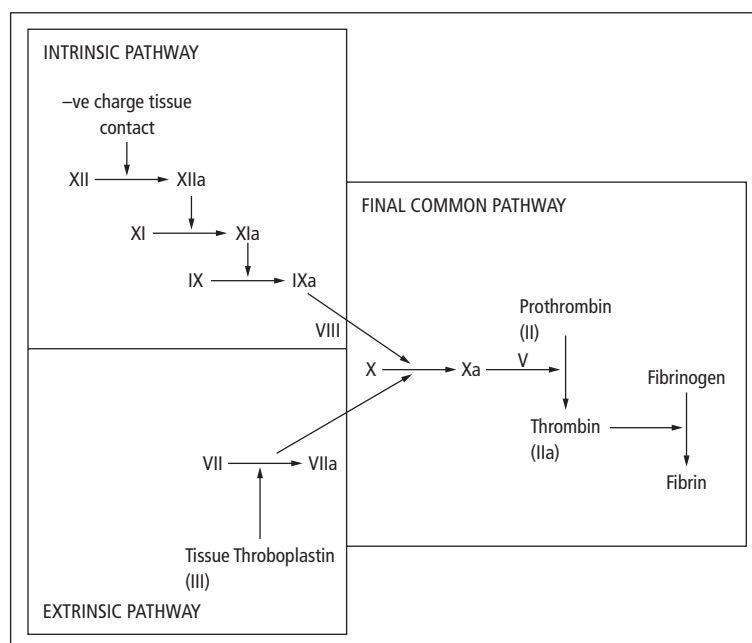 INTRINSIC PATHWAY
–ve charge tissue
contact
XII XIIa
XI XIa
IX IXa
VIII
EXTRINSIC PATHWAY
VII VIIa
Tissue Throboplastin
(III)
FINAL COMMON PATHWAY
Prothrombin
(II)
X Xa V
Fibrinogen
Thrombin
(IIa)
Fibrin